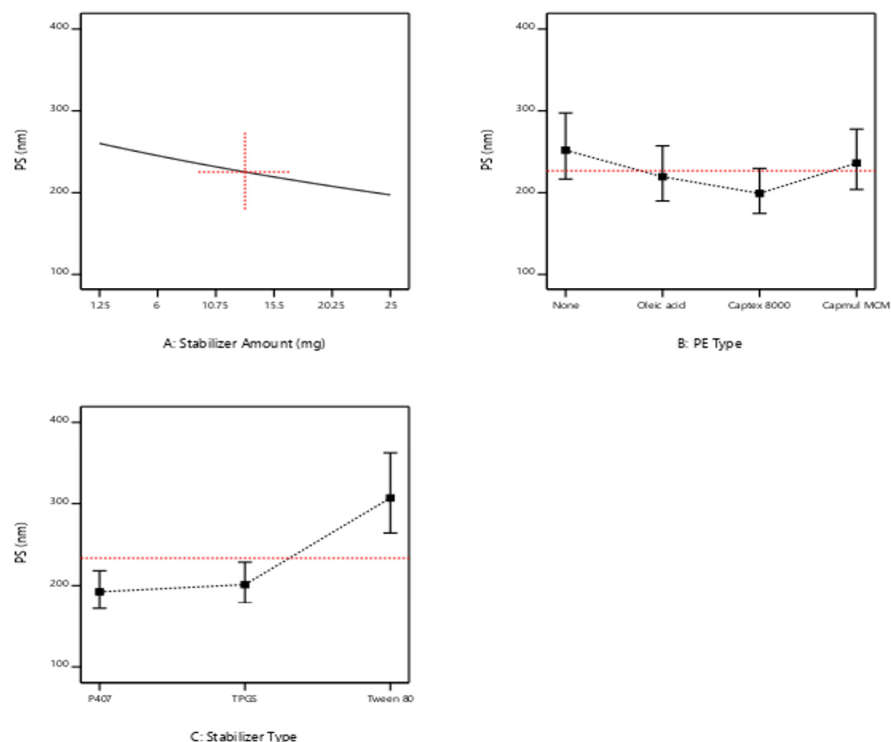 400
300
200
100
PS (nm)
1.25 6 10.75 15.5 20.25 25
A: Stabilizer Amount (mg)
400
300
200
100
PS (nm)
None Oleic acid Captex 8000 Capmul MCM
B: PE Type
400
300
200
100
PS (nm)
P407 TPGS Tween 80
C: Stabilizer Type